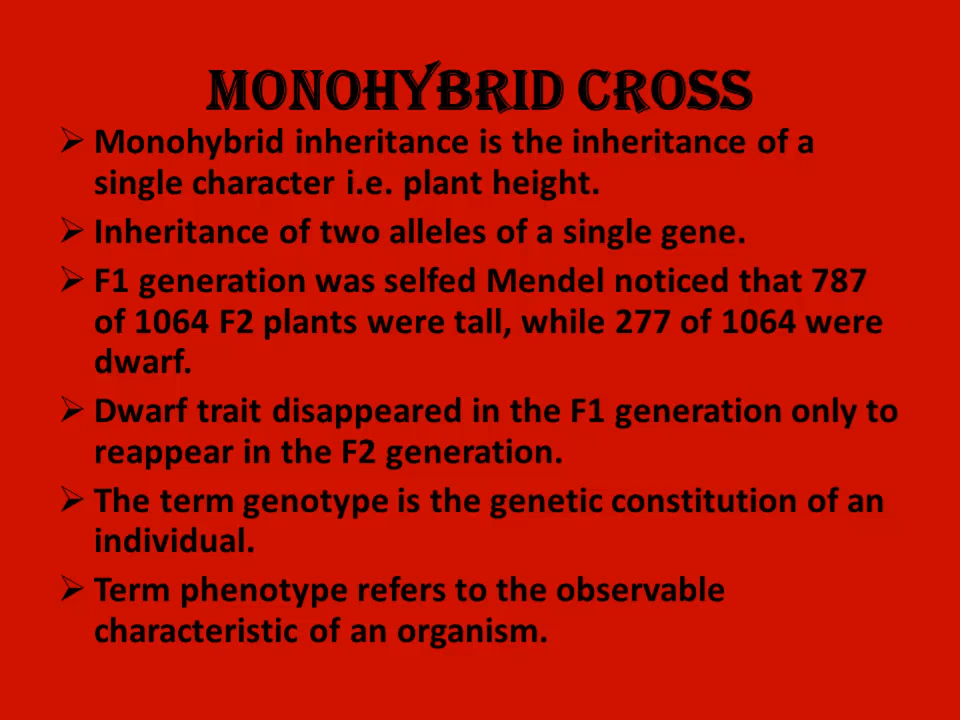 MONOHYBRID CROSS
➢ Monohybrid inheritance is the inheritance of a
single character i.e. plant height.
➢ Inheritance of two alleles of a single gene.
➢ F1 generation was selfed Mendel noticed that 787
of 1064 F2 plants were tall, while 277 of 1064 were
dwarf.
➢ Dwarf trait disappeared in the F1 generation only to
reappear in the F2 generation.
➢ The term genotype is the genetic constitution of an
individual.
➢ Term phenotype refers to the observable
characteristic of an organism.